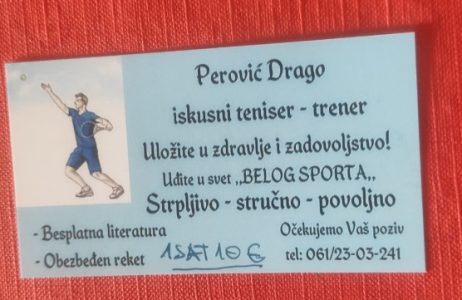 Perović Drago
iskusni teniser - trener
Uložite u zdravlje i zadovoljstvo!
Uđite u svet ,,BELOG SPORTA,,
Strpljivo - stručno - povoljno
- Besplatna literatura
Očekujemo Vaš poziv
- Obezbeđen reket
1 SAT 10 €
tel: 061/23-03-241